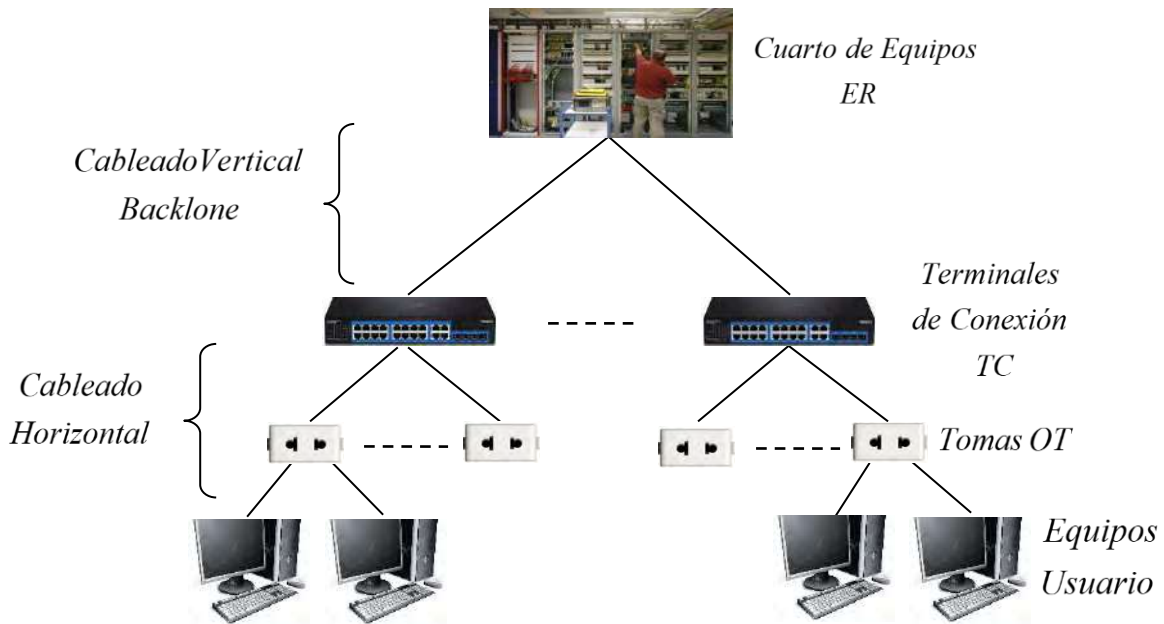 Cuarto de Equipos
ER
CableadoVertical
Backlone
Terminales
de Conexión
TC
Cableado
Horizontal
Tomas OT
Equipos
Usuario